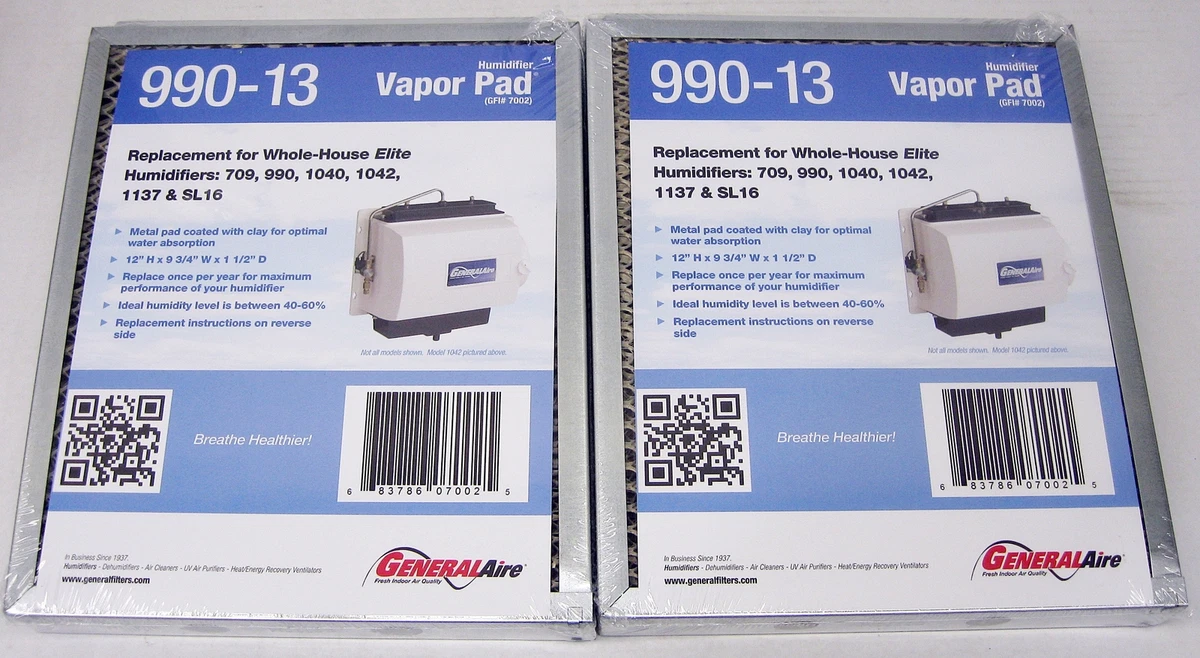 990-13
Humidifier
Vapor Pad®
(GFI# 7002)
Replacement for Whole-House Elite
Humidifiers: 709, 990, 1040, 1042,
1137 & SL16
Metal pad coated with clay for optimal
water absorption
12” H x 9 3/4” W x 1 1/2” D
Replace once per year for maximum
performance of your humidifier
Ideal humidity level is between 40-60%
Replacement instructions on reverse
side
GENERALAire
Not all models shown. Model 1042 pictured above.
Breathe Healthier!
6 83786 07002 5
In Business Since 1937.
Humidifiers - Dehumidifiers - Air Cleaners - UV Air Purifiers - Heat/Energy Recovery Ventilators
www.generalfilters.com
GENERALAire®
Fresh Indoor Air Quality
990-13
Humidifier
Vapor Pad®
(GFI# 7002)
Replacement for Whole-House Elite
Humidifiers: 709, 990, 1040, 1042,
1137 & SL16
Metal pad coated with clay for optimal
water absorption
12” H x 9 3/4” W x 1 1/2” D
Replace once per year for maximum
performance of your humidifier
Ideal humidity level is between 40-60%
Replacement instructions on reverse
side
GENERALAire
Not all models shown. Model 1042 pictured above.
Breathe Healthier!
6 83786 07002 5
In Business Since 1937.
Humidifiers - Dehumidifiers - Air Cleaners - UV Air Purifiers - Heat/Energy Recovery Ventilators
www.generalfilters.com
GENERALAire®
Fresh Indoor Air Quality